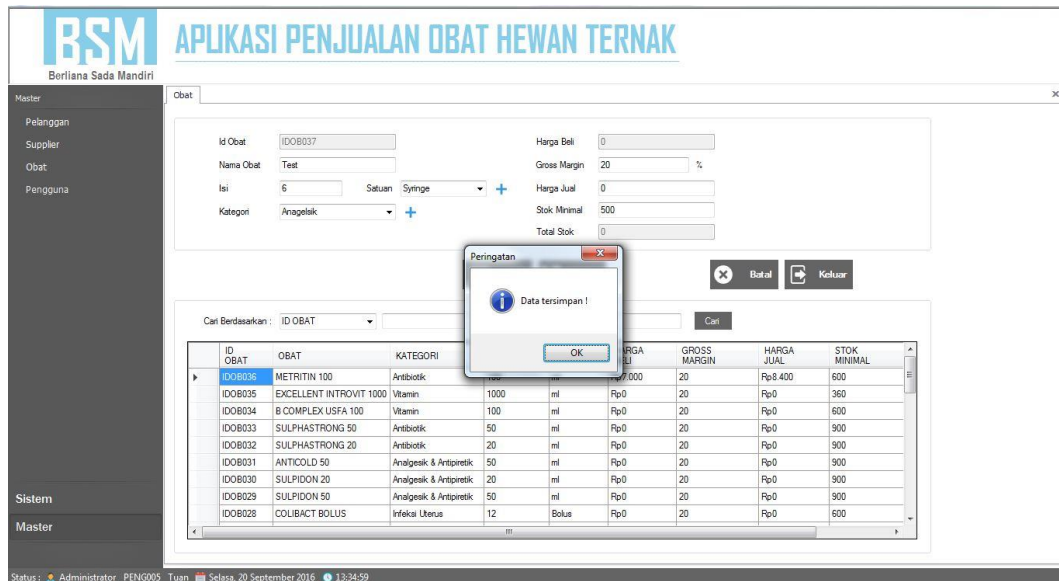 BSM
Berliana Sada Mandiri
APLIKASI PENJUALAN OBAT HEWAN TERNAK
Master
Pelanggan
Supplier
Obat
Pengguna
Sistem
Master
Obat
Id Obat IDOB037
Nama Obat Test
Isi 6 Satuan Syringe
Kategori Anagelsik
Harga Beli 0
Gross Margin 20 %
Harga Jual 0
Stok Minimal 500
Total Stok 0
Peringatan
Data tersimpan !
OK
Batal Keluar
Cari Berdasarkan : ID OBAT Cari
ID OBAT OBAT KATEGORI GROSS MARGIN HARGA JUAL STOK MINIMAL
IDOB036 METRITIN 100 Antibiotik 20 Rp8.400 600
IDOB035 EXCELLENT INTROVIT 1000 Vitamin 1000 ml Rp0 20 Rp0 360
IDOB034 B COMPLEX USFA 100 Vitamin 100 ml Rp0 20 Rp0 600
IDOB033 SULPHASTRONG 50 Antibiotik 50 ml Rp0 20 Rp0 900
IDOB032 SULPHASTRONG 20 Antibiotik 20 ml Rp0 20 Rp0 900
IDOB031 ANTICOLD 50 Analgesik & Antipiretik 50 ml Rp0 20 Rp0 900
IDOB030 SULPIDON 20 Analgesik & Antipiretik 20 ml Rp0 20 Rp0 900
IDOB029 SULPIDON 50 Analgesik & Antipiretik 50 ml Rp0 20 Rp0 900
IDOB028 COLIBACT BOLUS Infeksi Uterus 12 Bolus Rp0 20 Rp0 900
Status : Administrator PENG005 Tuan Selasa, 20 September 2016 13:34:59